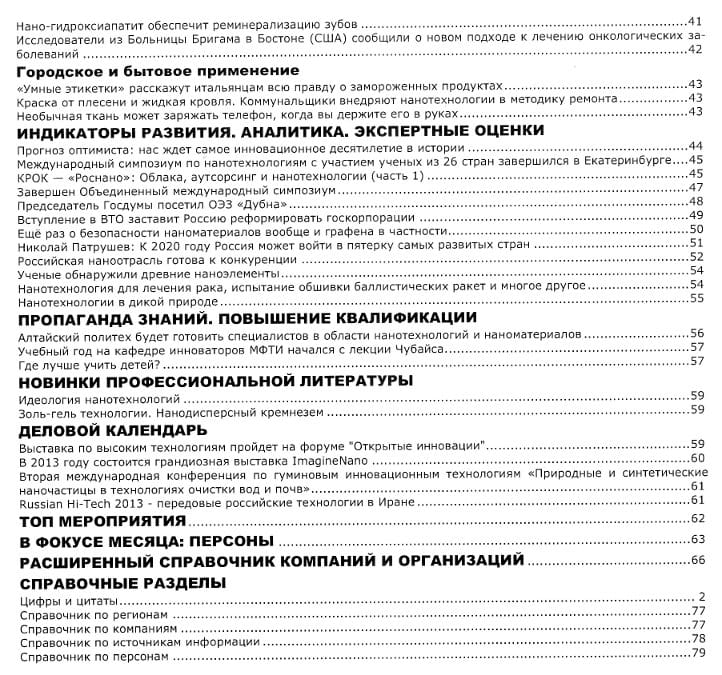 Нано-гидроксиапатит обеспечит реминерализацию зубов ....41
Исследователи из Больницы Бригама в Бостоне (США) сообщили о новом подходе к лечению онкологических за-
болеваний ....42
Городское и бытовое применение
«Умные этикетки» расскажут итальянцам всю правду о замороженных продуктах....43
Краска от плесени и жидкая кровля. Коммунальщики внедряют нанотехнологии в методику ремонта....43
Необычная ткань может заряжать телефон, когда вы держите его в руках....43
ИНДИКАТОРЫ РАЗВИТИЯ. АНАЛИТИКА. ЭКСПЕРТНЫЕ ОЦЕНКИ
Прогноз оптимиста: нас ждет самое инновационное десятилетие в истории ....44
Международный симпозиум по нанотехнологиям с участием ученых из 26 стран завершился в Екатеринбурге....45
КРОК — «Роснано»: Облака, аутсорсинг и нанотехнологии (часть 1) ....45
Завершен Объединенный международный симпозиум....47
Председатель Госдумы посетил ОЭЗ «Дубна»....48
Вступление в ВТО заставит Россию реформировать госкорпорации ....49
Ещё раз о безопасности наноматериалов вообще и графена в частности....50
Николай Патрушев: К 2020 году Россия может войти в пятерку самых развитых стран ....51
Российская наноотрасль готова к конкуренции ....52
Ученые обнаружили древние наноэлементы....54
Нанотехнология для лечения рака, испытание обшивки баллистических ракет и многое другое....54
Нанотехнологии в дикой природе....55
ПРОПАГАНДА ЗНАНИЙ. ПОВЫШЕНИЕ КВАЛИФИКАЦИИ
Алтайский политех будет готовить специалистов в области нанотехнологий и наноматериалов ....56
Учебный год на кафедре инноваторов МФТИ начался с лекции Чубайса....57
Где лучше учить детей?....57
НОВИНКИ ПРОФЕССИОНАЛЬНОЙ ЛИТЕРАТУРЫ
Идеология нанотехнологий ....59
Золь-гель технологии. Нанодисперсный кремнезем ....59
ДЕЛОВОЙ КАЛЕНДАРЬ
Выставка по высоким технологиям пройдет на форуме "Открытые инновации"....59
В 2013 году состоится грандиозная выставка ImagineNano ....60
Вторая международная конференция по гуминовым инновационным технологиям «Природные и синтетические
наночастицы в технологиях очистки вод и почв»....61
Russian Hi-Tech 2013 - передовые российские технологии в Иране....61
ТОП МЕРОПРИЯТИЯ....62
В ФОКУСЕ МЕСЯЦА: ПЕРСОНЫ ....63
РАСШИРЕННЫЙ СПРАВОЧНИК КОМПАНИЙ И ОРГАНИЗАЦИЙ ....66
СПРАВОЧНЫЕ РАЗДЕЛЫ
Цифры и цитаты.... 2
Справочник по регионам ....77
Справочник по компаниям ....77
Справочник по источникам информации ....78
Справочник по персонам ....79